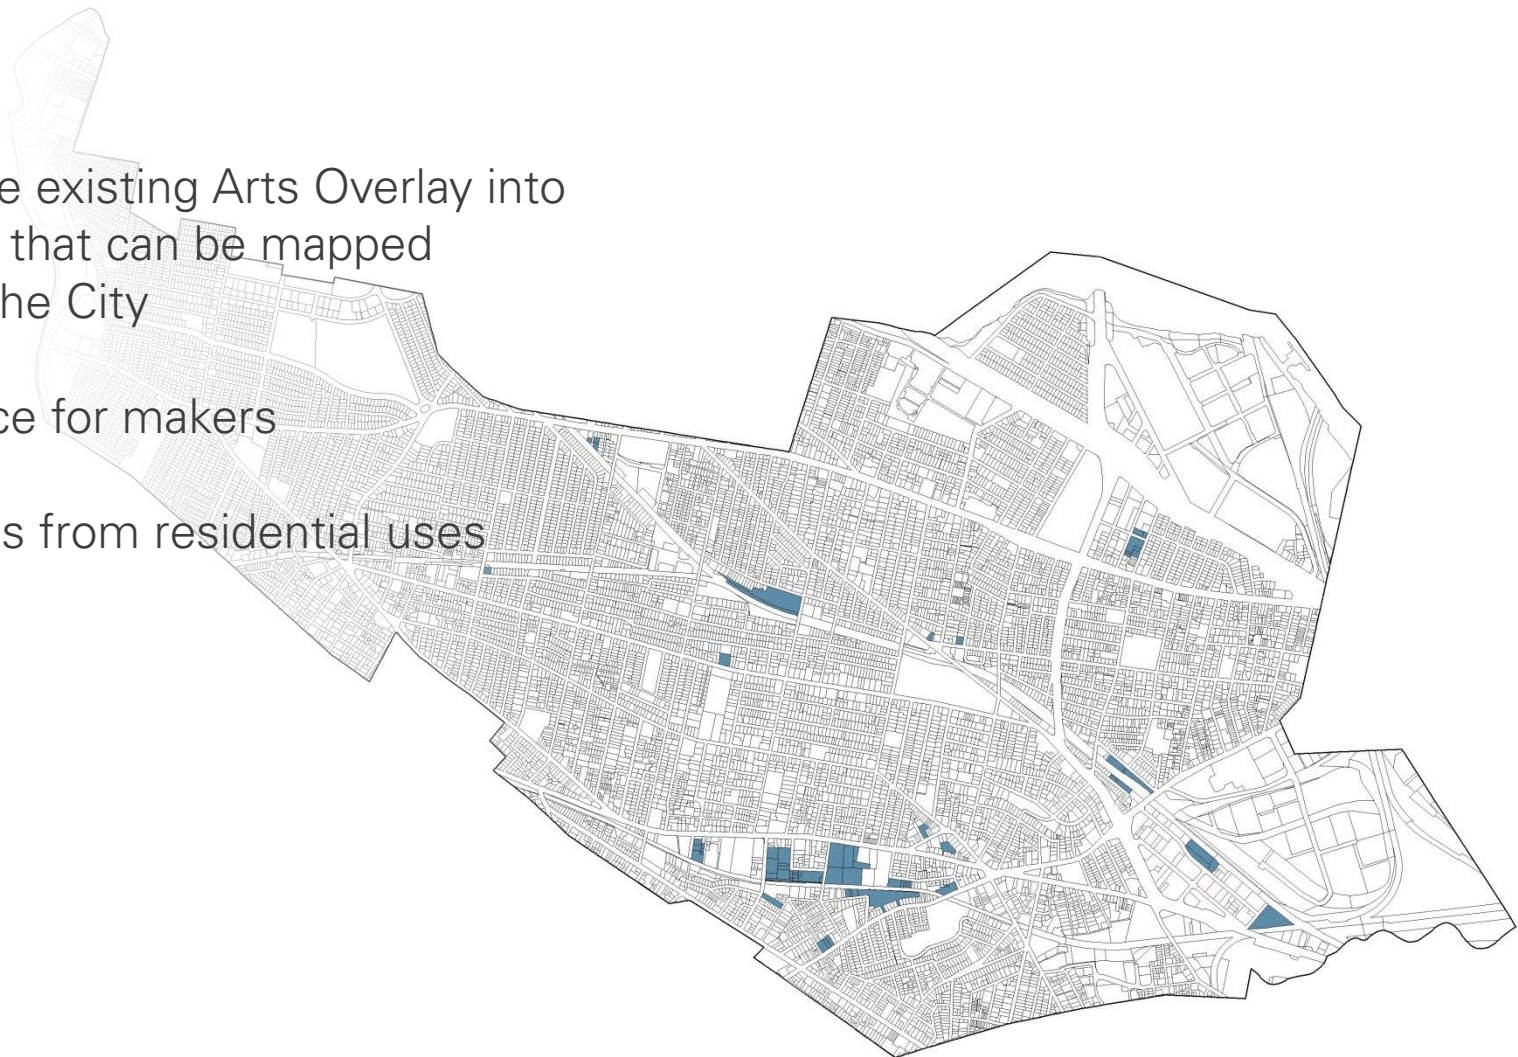 e existing Arts Overlay into
that can be mapped
he City
ce for makers
s from residential uses